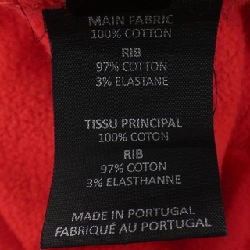 MAIN FABRIC
100% COTTON
RIB
97% COTTON
3% ELASTANE
TISSU PRINCIPAL
100% COTON
RIB
97% COTON
3% ELASTHANNE
MADE IN PORTUGAL
FABRIQUÉ AU PORTUGAL